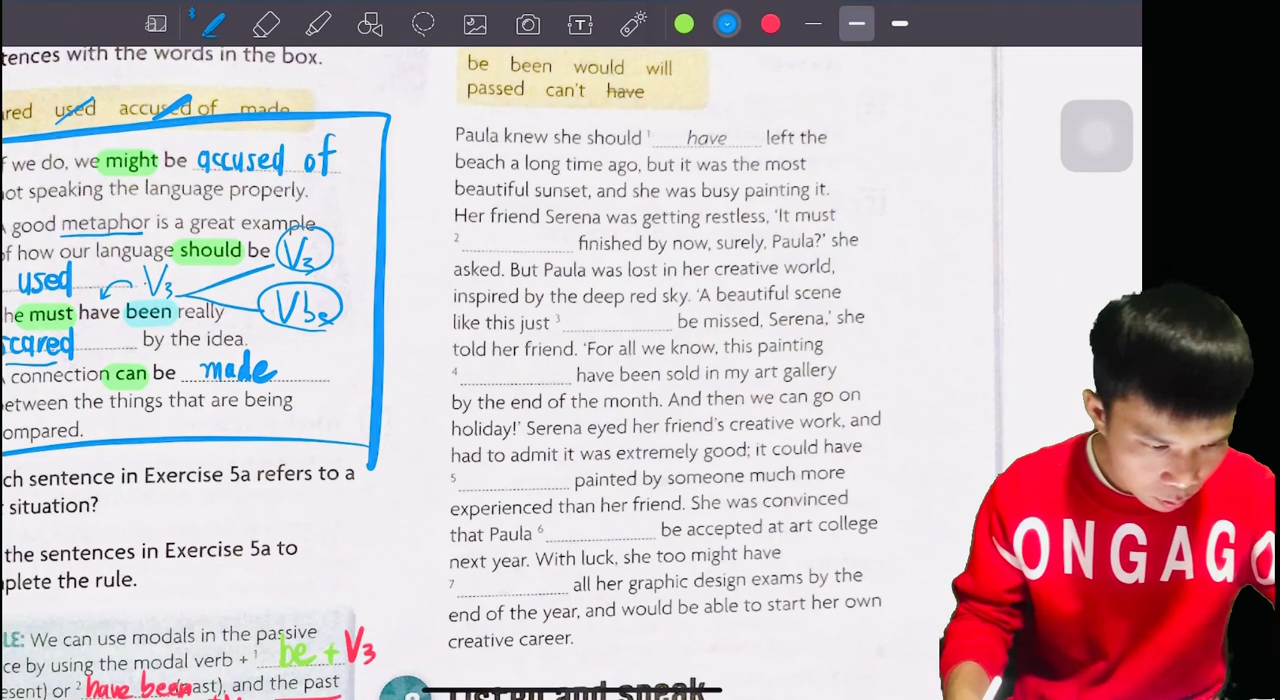 tences with the words in the box.
red used accused of made
f we do, we might be accused of
ot speaking the language properly.
A good metaphor is a great example
of how our language should be V3
used V3
he must have been really Vbe
scared by the idea.
A connection can be made
between the things that are being
ompared.
ch sentence in Exercise 5a refers to a
situation?
the sentences in Exercise 5a to
plete the rule.
LE: We can use modals in the passive
ce by using the modal verb + 1 be + V3
esent) or 2 have been (past), and the past
be been would will
passed can't have
Paula knew she should 1 have left the
beach a long time ago, but it was the most
beautiful sunset, and she was busy painting it.
Her friend Serena was getting restless, 'It must
2 finished by now, surely, Paula?' she
asked. But Paula was lost in her creative world,
inspired by the deep red sky. 'A beautiful scene
like this just 3 be missed, Serena,' she
told her friend. 'For all we know, this painting
4 have been sold in my art gallery
by the end of the month. And then we can go on
holiday!' Serena eyed her friend's creative work, and
had to admit it was extremely good; it could have
5 painted by someone much more
experienced than her friend. She was convinced
that Paula 6 be accepted at art college
next year. With luck, she too might have
7 all her graphic design exams by the
end of the year, and would be able to start her own
creative career.
Listen and speak
ONGAGO